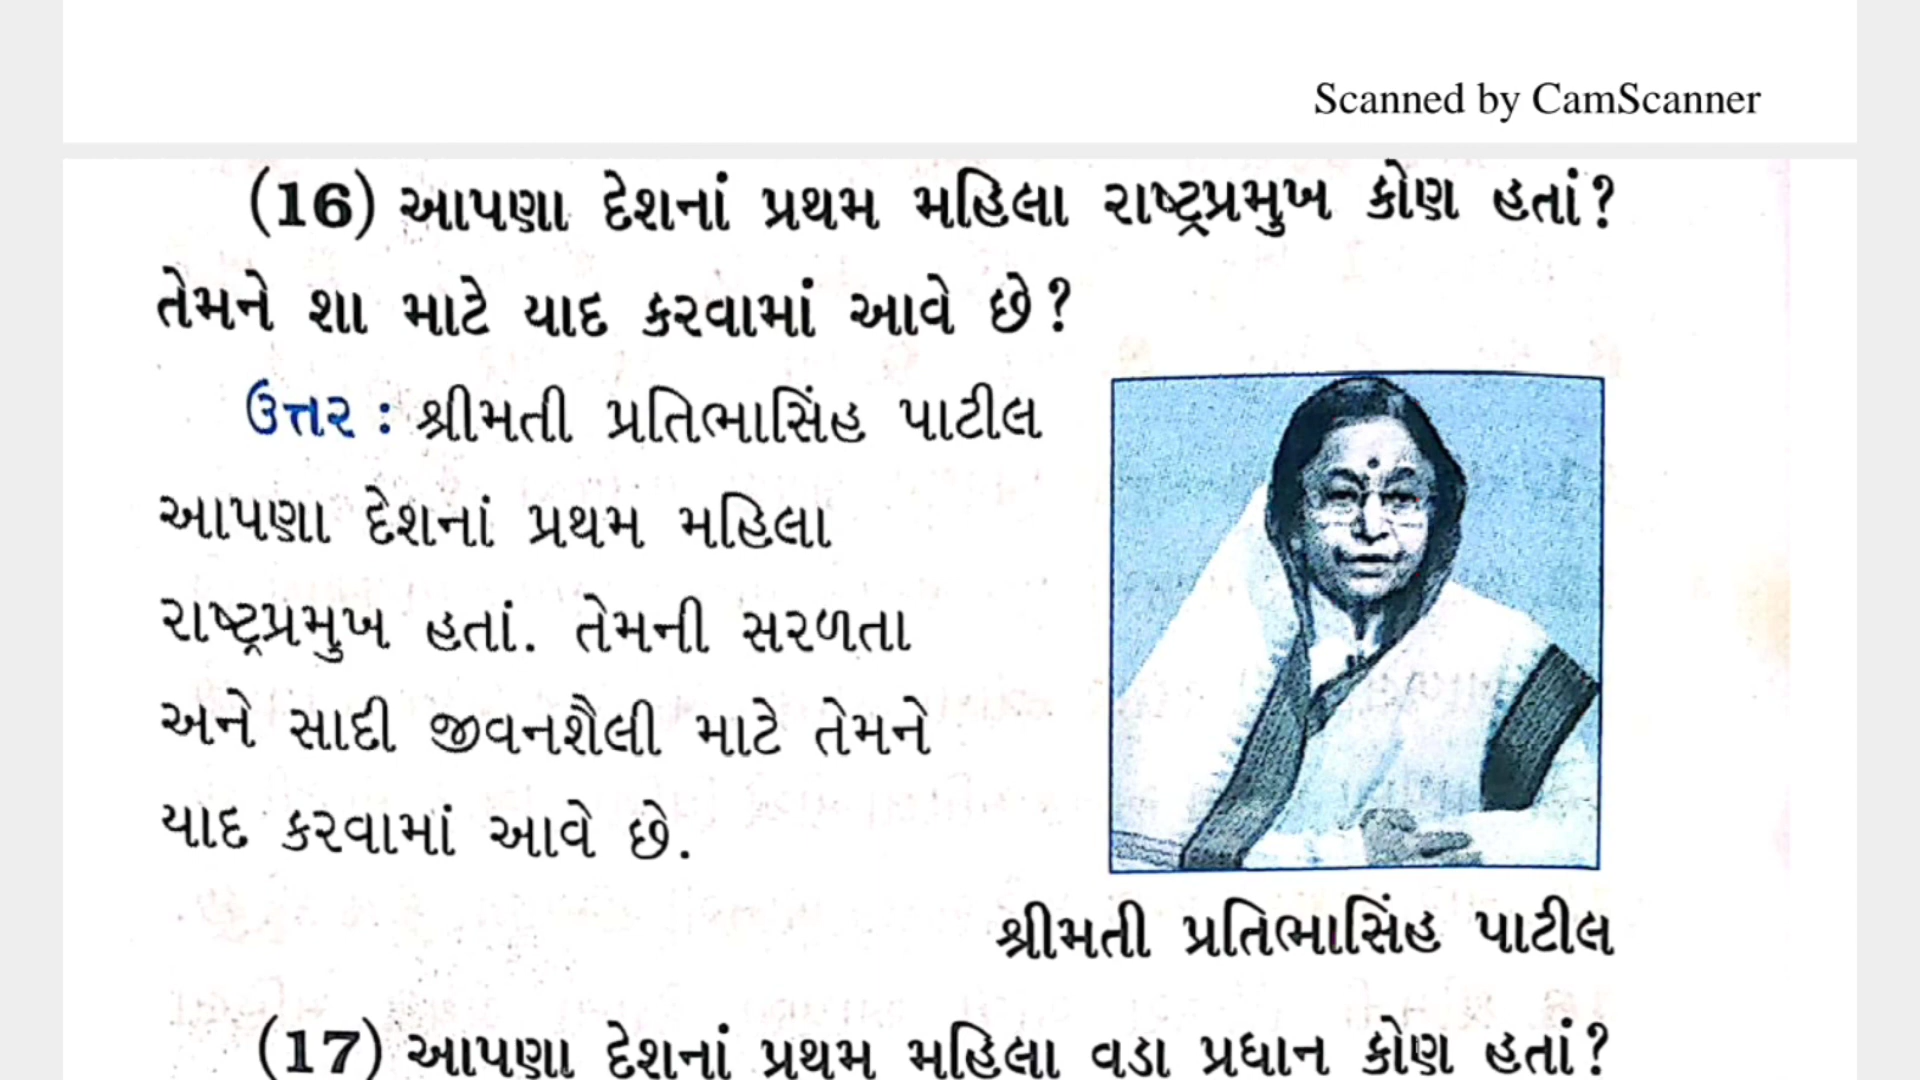 Scanned by CamScanner
(16) આપણા દેશનાં પ્રથમ મહિલા રાષ્ટ્રપ્રમુખ કોણ હતાં?
તેમને શા માટે યાદ કરવામાં આવે છે?
ઉત્તર : શ્રીમતી પ્રતિભાસિંહ પાટીલ
આપણા દેશનાં પ્રથમ મહિલા
રાષ્ટ્રપ્રમુખ હતાં. તેમની સરળતા
અને સાદી જીવનશૈલી માટે તેમને
યાદ કરવામાં આવે છે.
શ્રીમતી પ્રતિભાસિંહ પાટીલ
(17) આપણા દેશનાં પ્રથમ મહિલા વડા પ્રધાન કોણ હતાં?